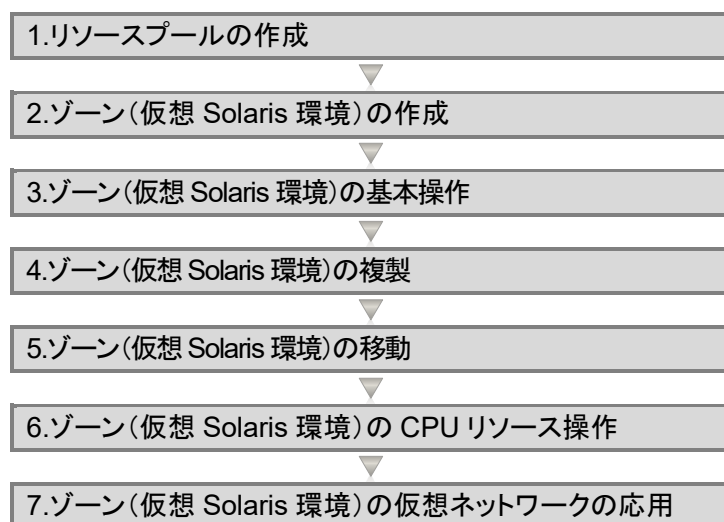 1.リソースプールの作成
2.ゾーン(仮想 Solaris 環境)の作成
3.ゾーン(仮想 Solaris 環境)の基本操作
4.ゾーン(仮想 Solaris 環境)の複製
5.ゾーン(仮想 Solaris 環境)の移動
6.ゾーン(仮想 Solaris 環境)の CPU リソース操作
7.ゾーン(仮想 Solaris 環境)の仮想ネットワークの応用